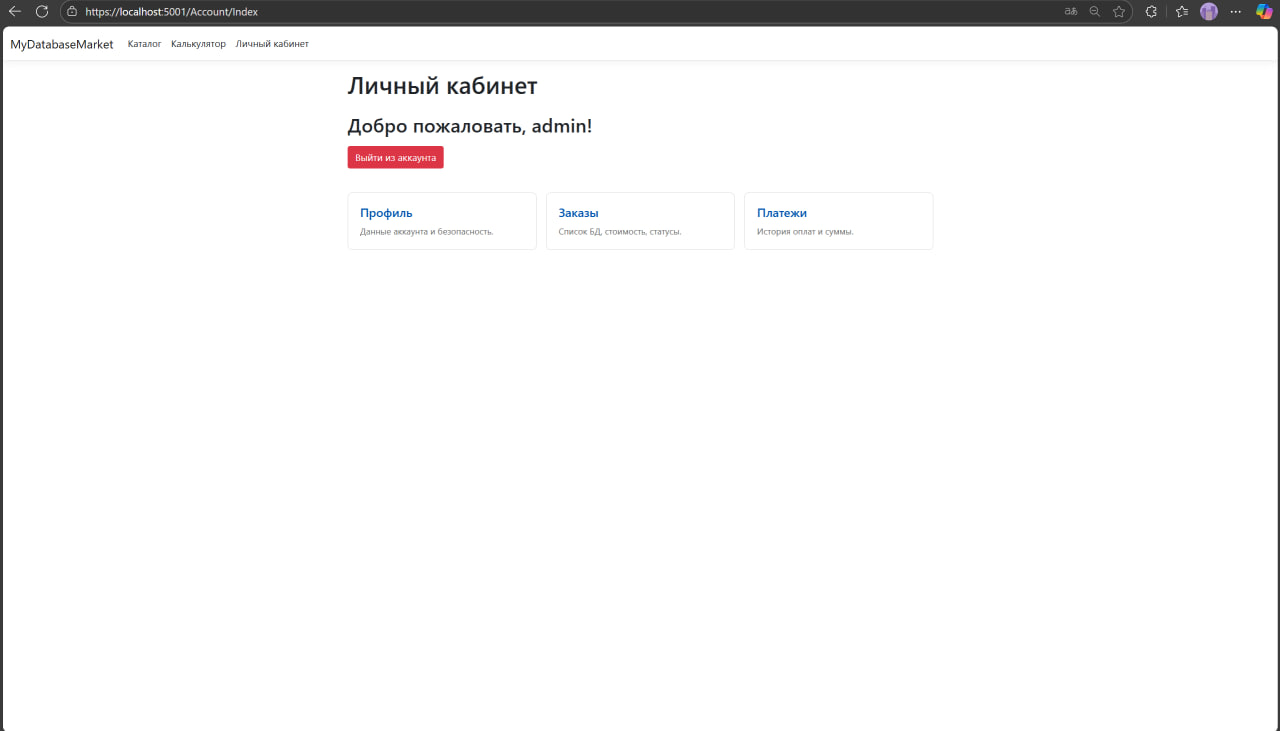 https://localhost:5001/Account/Index
MyDatabaseMarket Каталог Калькулятор Личный кабинет
Личный кабинет
Добро пожаловать, admin!
Выйти из аккаунта
Профиль Заказы Платежи
Данные аккаунта и безопасность. Список БД, стоимость, статусы. История оплат и суммы.